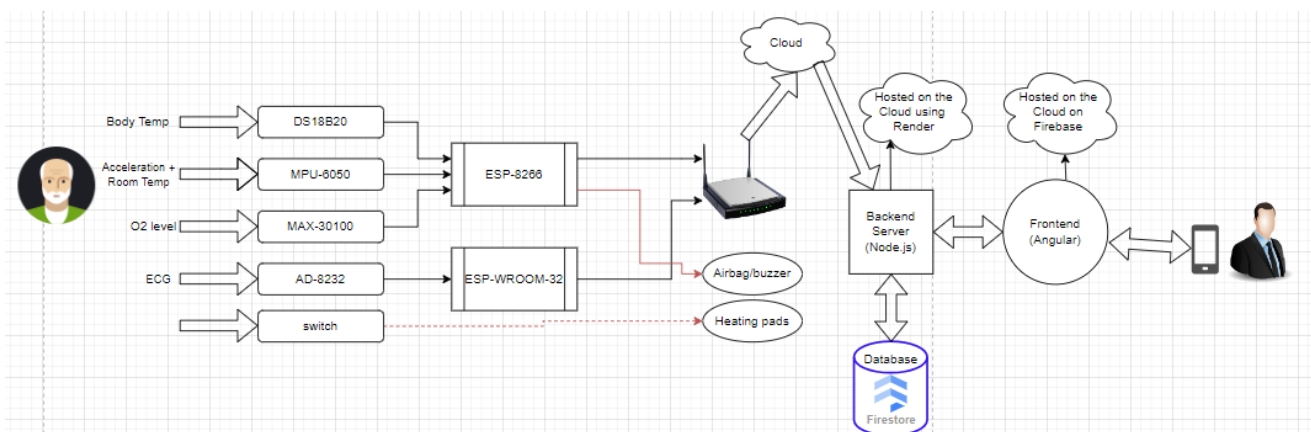 Cloud
Hosted on the
Cloud using
Render
Hosted on the
Cloud on
Firebase
Body Temp
DS18B20
Acceleration +
Room Temp
MPU-6050
ESP-8266
O2 level
MAX-30100
Backend
Server
(Node.js)
Frontend
(Angular)
ECG
AD-8232
ESP-WROOM-32
Airbag/buzzer
switch
Heating pads
Database
Firestore